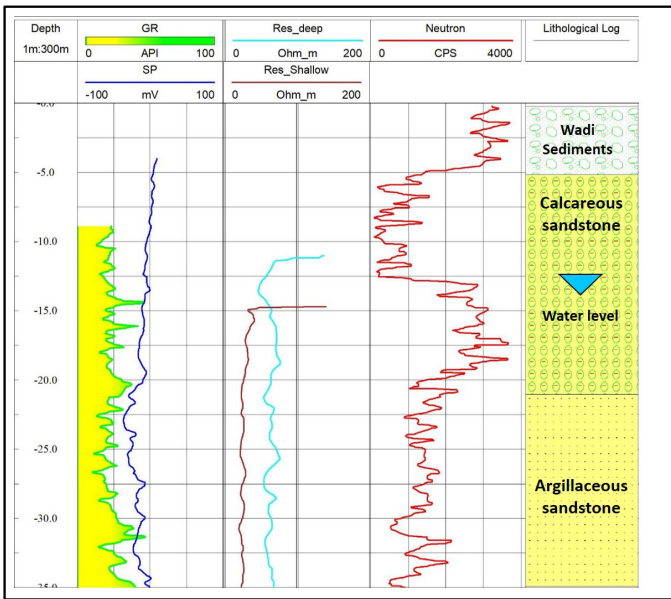 Depth
1m:300m
GR
0 API 100
SP
-100 mV 100
Res_deep
0 Ohm_m 200
Res_Shallow
0 Ohm_m 200
Neutron
0 CPS 4000
Lithological Log
-5.0
-10.0
-15.0
-20.0
-25.0
-30.0
Wadi
Sediments
Calcareous
sandstone
Water level
Argillaceous
sandstone